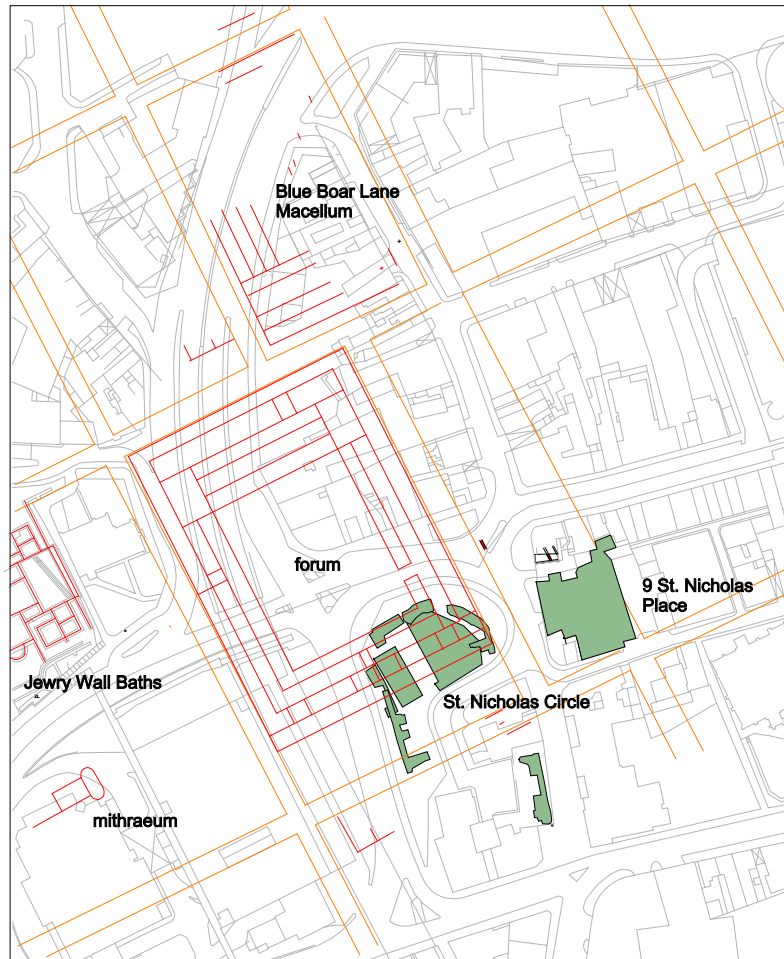 Blue Boar Lane
Macellum
forum
9 St. Nicholas
Place
Jewry Wall Baths
St. Nicholas Circle
mithraeum